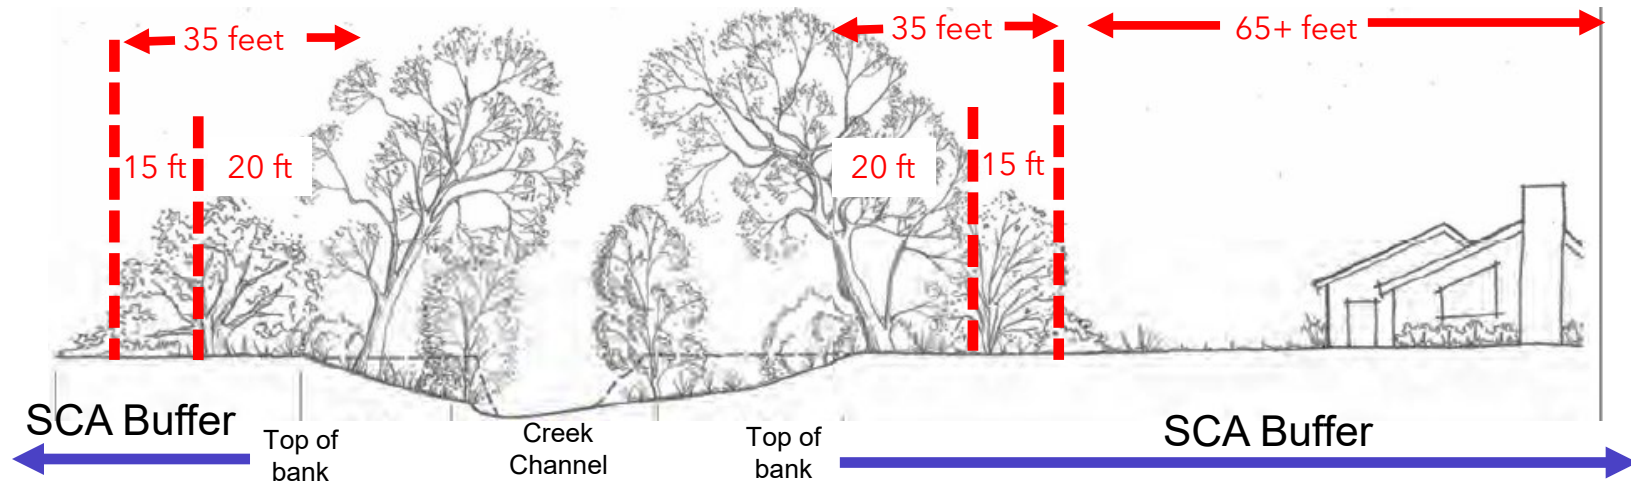 35 feet
35 feet
65+ feet
15 ft
20 ft
20 ft
15 ft
SCA Buffer
Top of
bank
Creek
Channel
Top of
bank
SCA Buffer